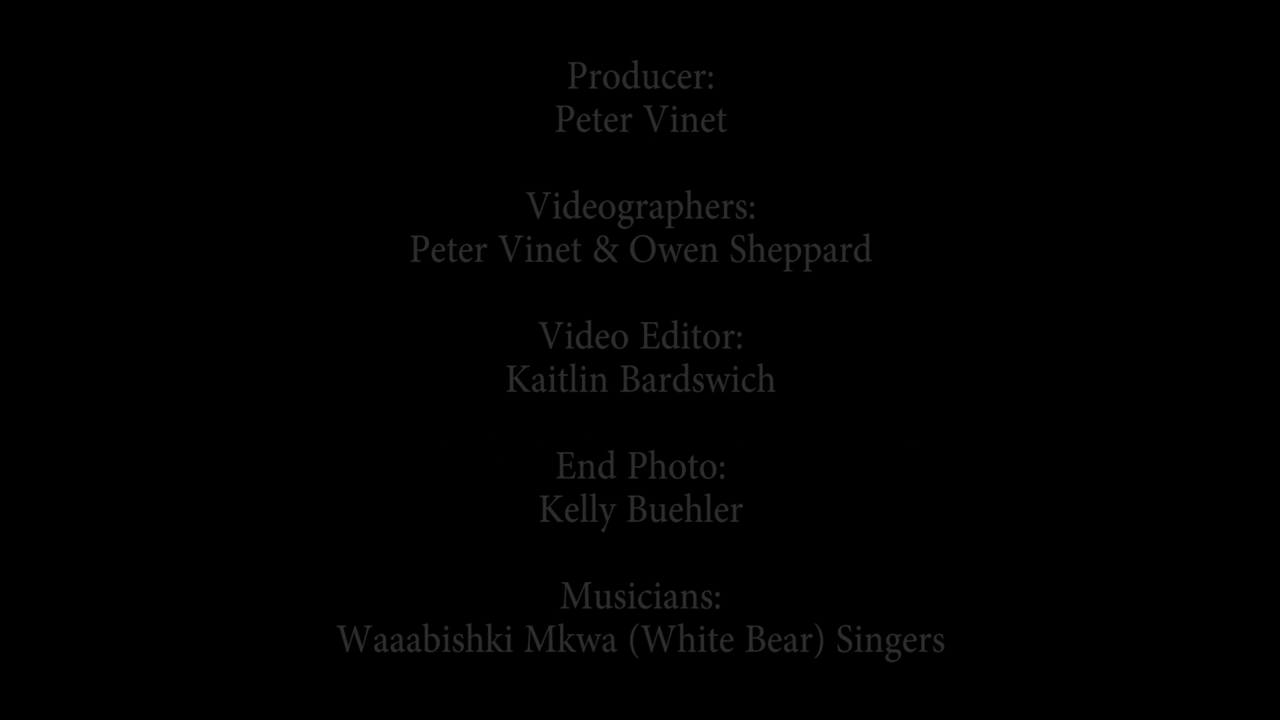 Producer:
Peter Vinet
Videographers:
Peter Vinet & Owen Sheppard
Video Editor:
Kaitlin Bardswich
End Photo:
Kelly Buehler
Musicians:
Waaabishki Mkwa (White Bear) Singers